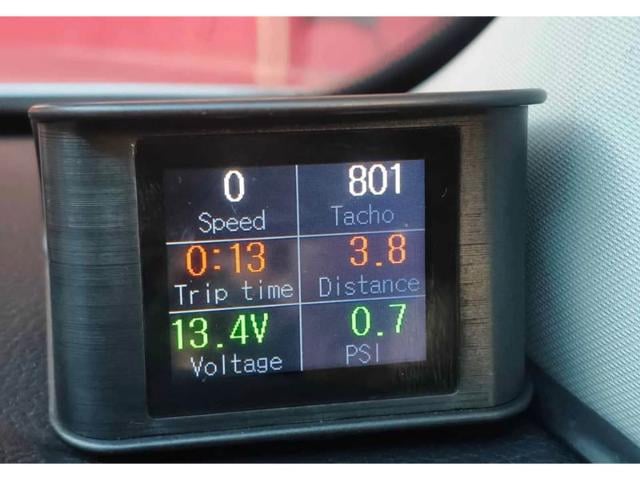 0 801
Speed Tacho
0:13 3.8
Trip time Distance
13.4V 0.7
Voltage PSI